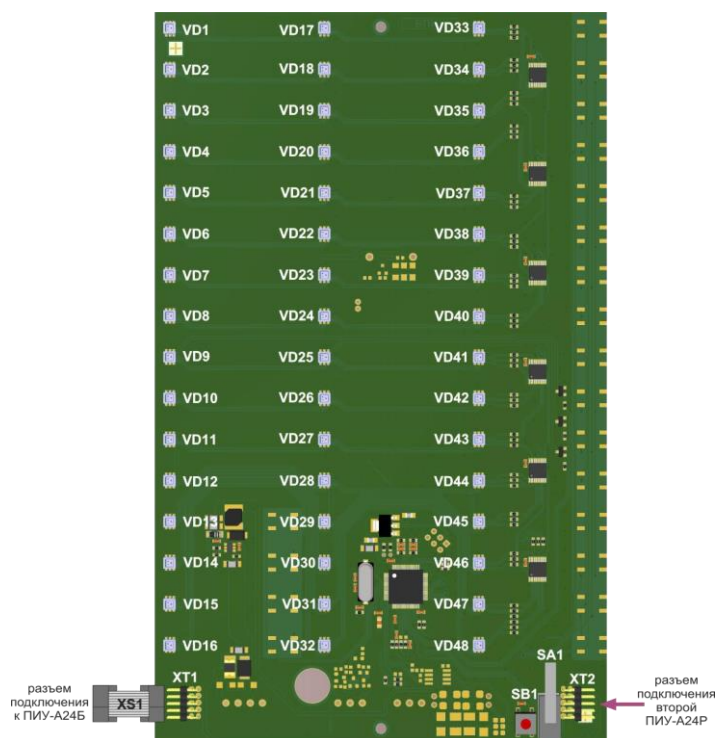 VD1 VD17 VD33
VD2 VD18 VD34
VD3 VD19 VD35
VD4 VD20 VD36
VD5 VD21 VD37
VD6 VD22 VD38
VD7 VD23 VD39
VD8 VD24 VD40
VD9 VD25 VD41
VD10 VD26 VD42
VD11 VD27 VD43
VD12 VD28 VD44
VD13 VD29 VD45
VD14 VD30 VD46
VD15 VD31 VD47
VD16 VD32 VD48
разъем
подключения
к ПИУ-А24Б
XS1
XT1
SB1
SA1
XT2
разъем
подключения
второй
ПИУ-А24Р